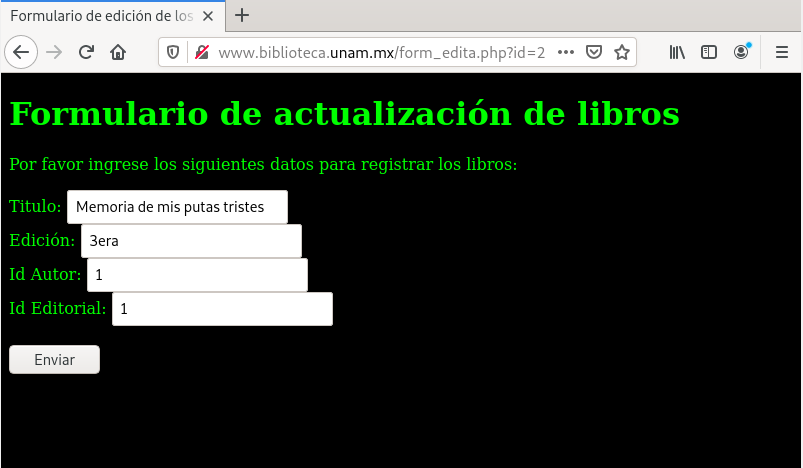 Formulario de edición de los
www.biblioteca.unam.mx/form_edita.php?id=2
Formulario de actualización de libros
Por favor ingrese los siguientes datos para registrar los libros:
Titulo: Memoria de mis putas tristes
Edición: 3era
Id Autor: 1
Id Editorial: 1
Enviar